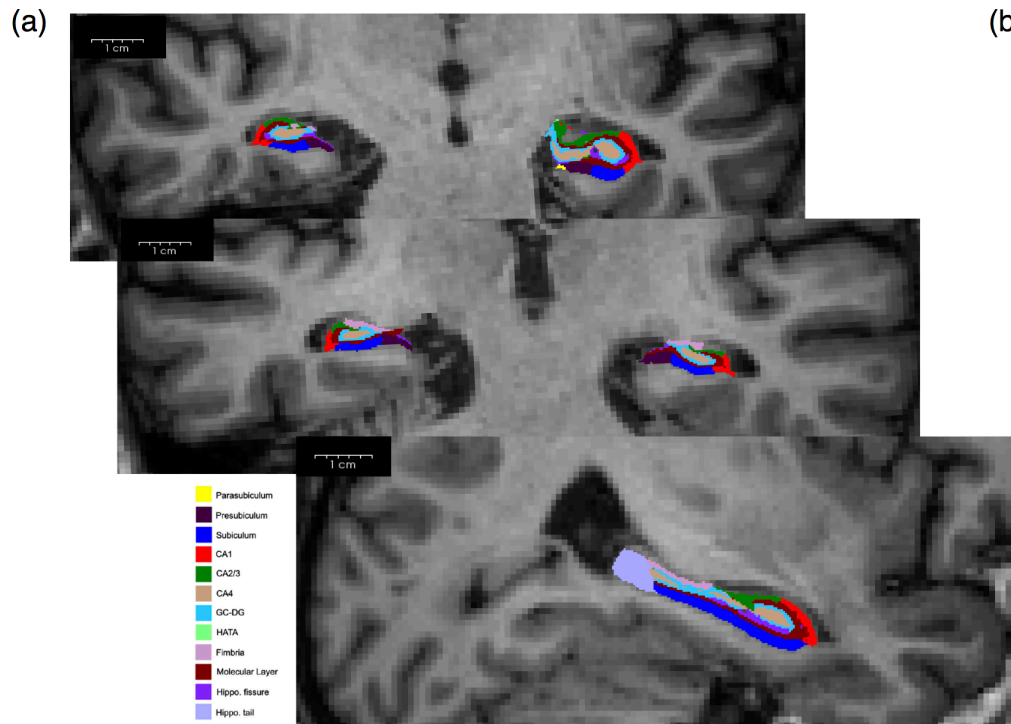 (a)
(b
1 cm
1 cm
1 cm
Parasubiculum
Presubiculum
Subiculum
CA1
CA2/3
CA4
GC-DG
HATA
Fimbria
Molecular Layer
Hippo. fissure
Hippo. tail